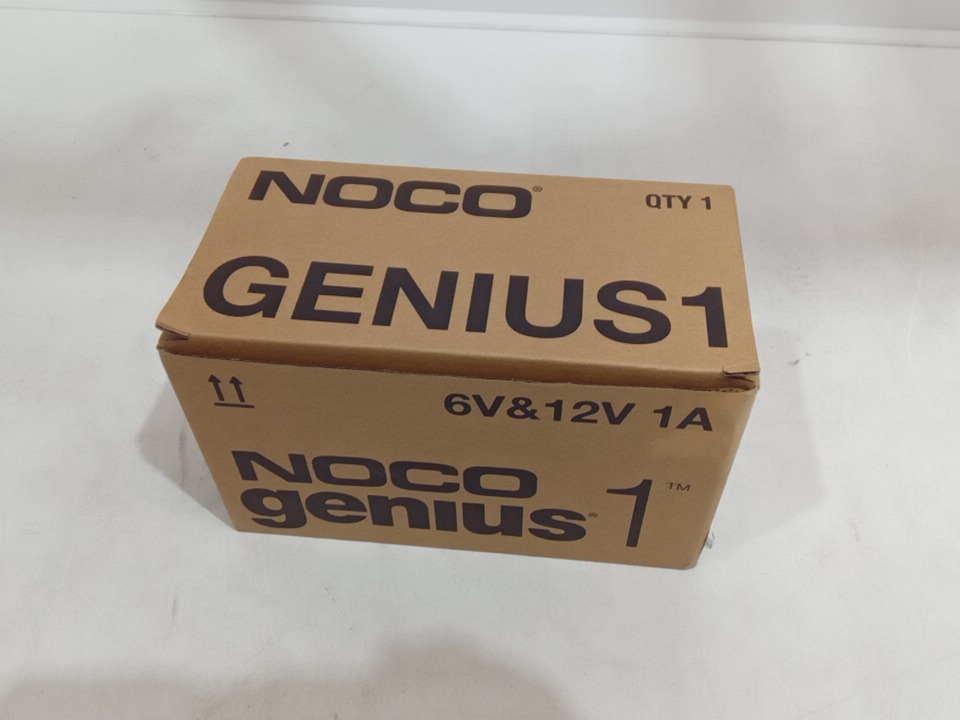 NOCO®
QTY 1
GENIUS1
6V&12V 1A
NOCO
genius® 1™